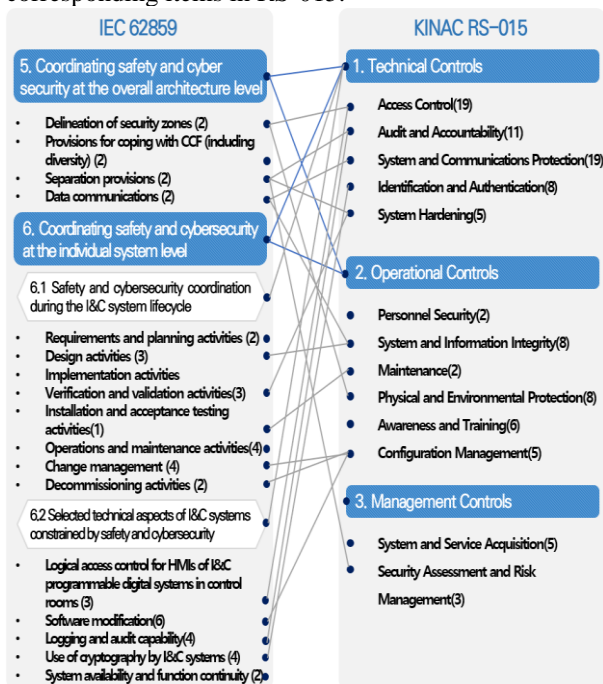 corresponding items in RS-015.
IEC 62859
5. Coordinating safety and cyber
security at the overall architecture level
• Delineation of security zones (2)
• Provisions for coping with CCF (including
diversity) (2)
• Separation provisions (2)
• Data communications (2)
6. Coordinating safety and cybersecurity
at the individual system level
6.1 Safety and cybersecurity coordination
during the I&C system lifecycle
• Requirements and planning activities (2)
• Design activities (3)
• Implementation activities
• Verification and validation activities(3)
• Installation and acceptance testing
activities(1)
• Operations and maintenance activities(4)
• Change management (4)
• Decommissioning activities (2)
6.2 Selected technical aspects of I&C systems
constrained by safety and cybersecurity
• Logical access control for HMIs of I&C
programmable digital systems in control
rooms (3)
• Software modification(6)
• Logging and audit capability(4)
• Use of cryptography by I&C systems (4)
• System availability and function continuity (2)
KINAC RS-015
1. Technical Controls
Access Control(19)
Audit and Accountability(11)
System and Communications Protection(19)
Identification and Authentication(8)
System Hardening(5)
2. Operational Controls
Personnel Security(2)
System and Information Integrity(8)
Maintenance(2)
Physical and Environmental Protection(8)
Awareness and Training(6)
Configuration Management(5)
3. Management Controls
System and Service Acquisition(5)
Security Assessment and Risk
Management(3)